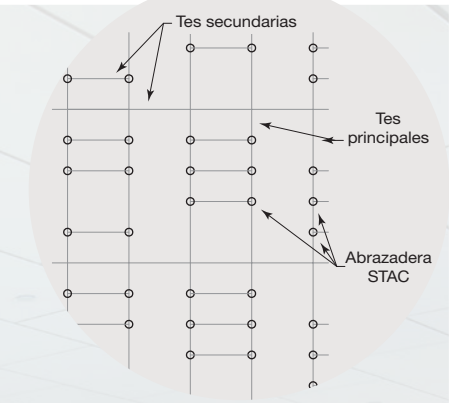 Tes secundarias
Tes
principales
Abrazadera
STAC